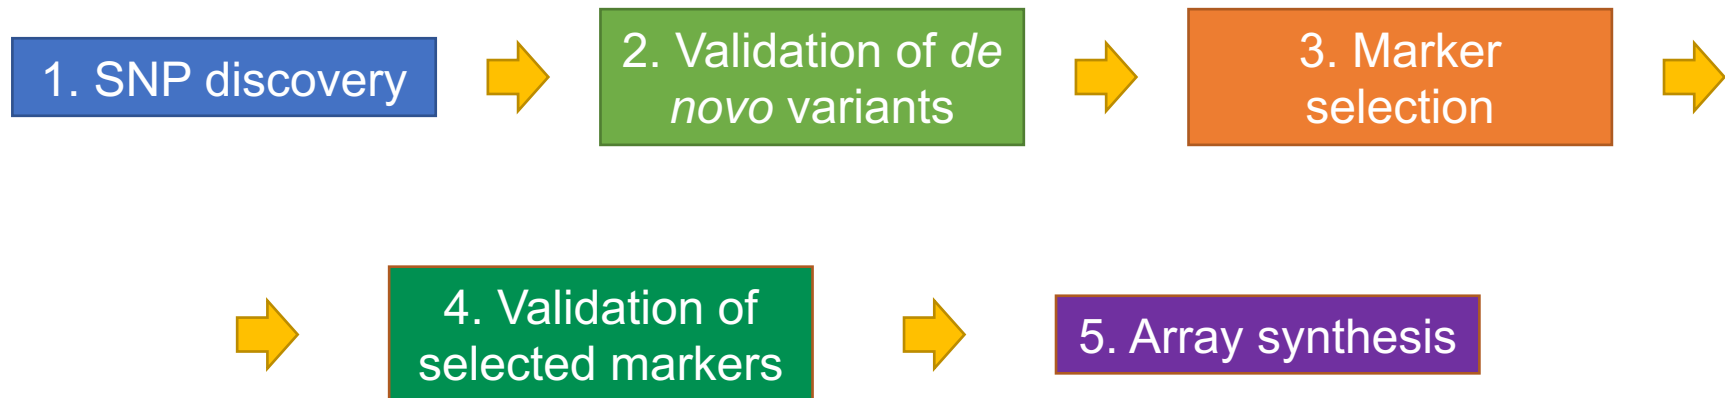 1. SNP discovery
2. Validation of de
novo variants
3. Marker
selection
4. Validation of
selected markers
5. Array synthesis